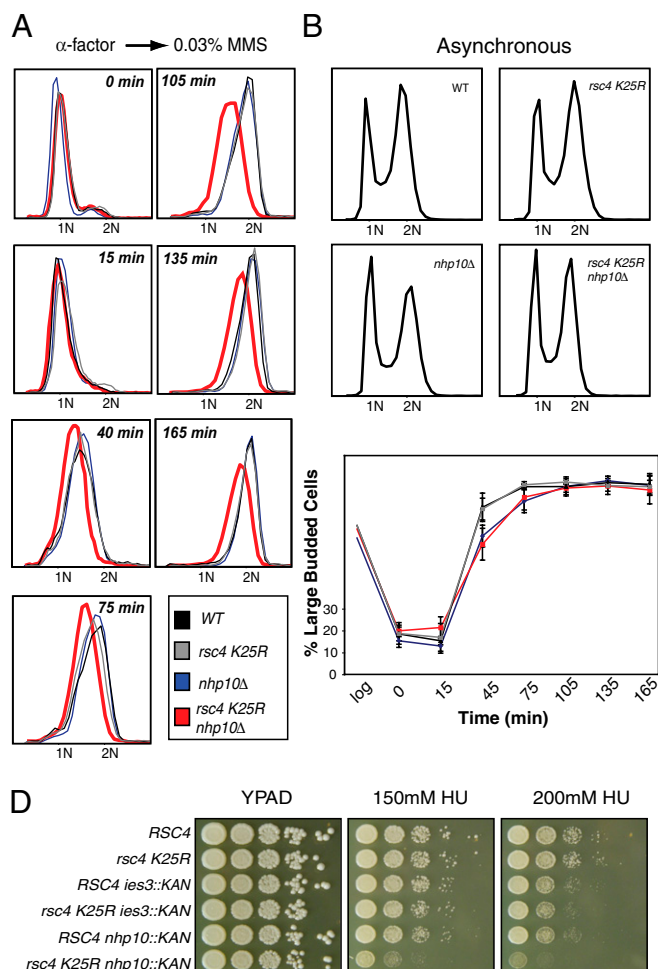 A
α-factor → 0.03% MMS
0 min
105 min
1N 2N
1N 2N
15 min
135 min
1N 2N
1N 2N
40 min
165 min
1N 2N
1N 2N
75 min
1N 2N
WT
rsc4 K25R
nhp10Δ
rsc4 K25R
nhp10Δ
B
Asynchronous
WT
rsc4 K25R
1N 2N
1N 2N
nhp10Δ
rsc4 K25R
nhp10Δ
1N 2N
1N 2N
% Large Budded Cells
30
20
10
0
log 0 15 45 75 105 135 165
Time (min)
D
YPAD 150mM HU 200mM HU
RSC4
rsc4 K25R
RSC4 ies3::KAN
rsc4 K25R ies3::KAN
RSC4 nhp10::KAN
rsc4 K25R nhp10::KAN